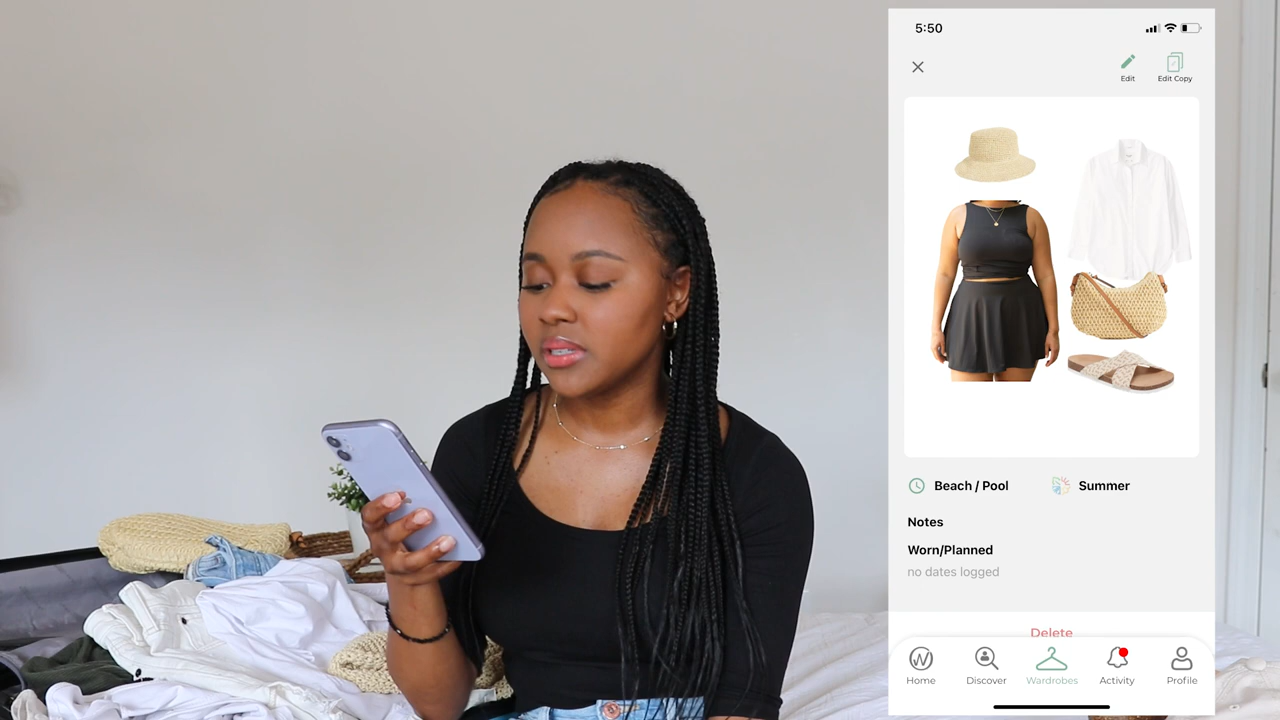 5:50
Edit
Edit Copy
Beach / Pool
Summer
Notes
Worn/Planned
no dates logged
Delete
Home
Discover
Wardrobes
Activity
Profile